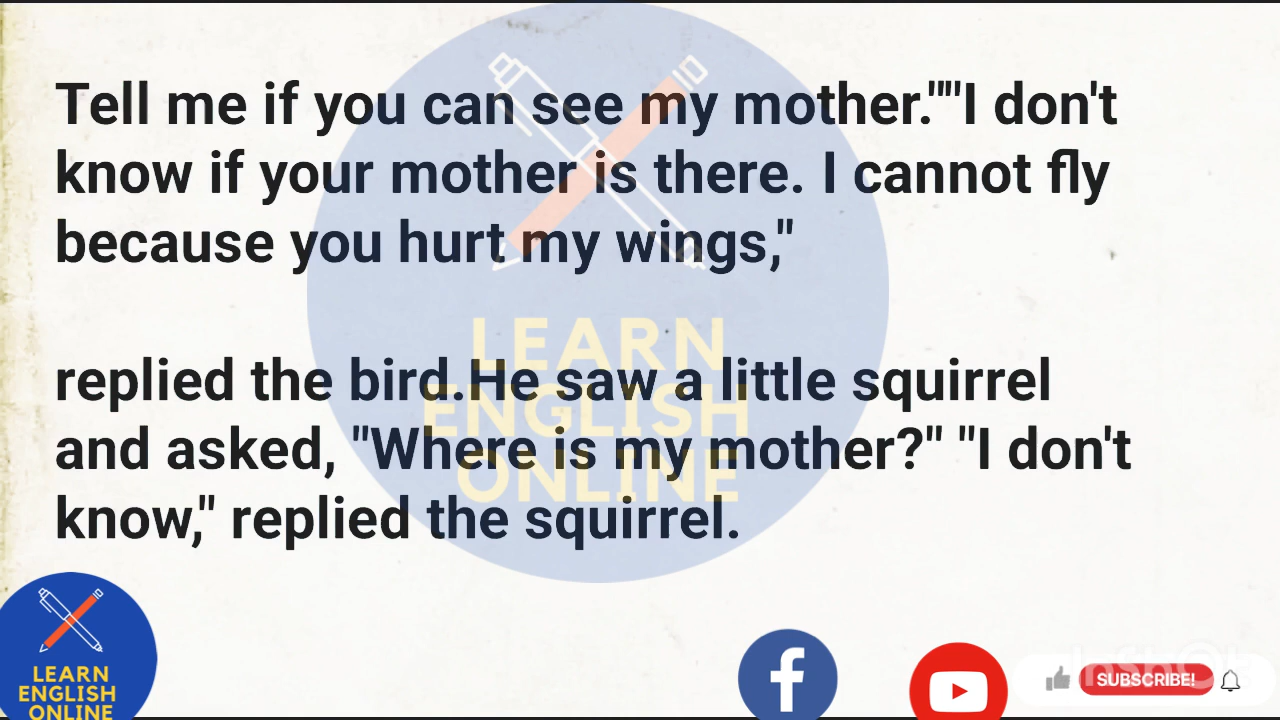 Tell me if you can see my mother.""I don't
know if your mother is there. I cannot fly
because you hurt my wings,"
replied the bird.He saw a little squirrel
and asked, "Where is my mother?" "I don't
know," replied the squirrel.
LEARN
ENGLISH
ONLINE
LEARN
ENGLISH
ONLINE
f
SUBSCRIBE!